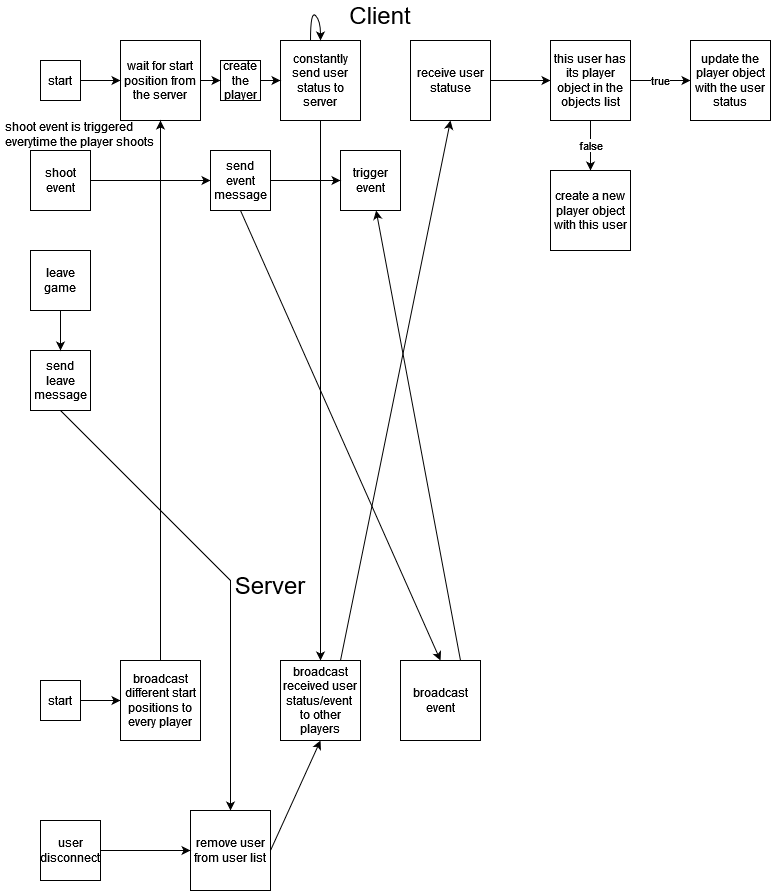 Client
start
wait for start
position from
the server
create
the
player
constantly
send user
status to
server
receive user
statuse
this user has
its player
object in the
objects list
true
update the
player object
with the user
status
shoot event is triggered
everytime the player shoots
false
shoot
event
send
event
message
trigger
event
create a new
player object
with this user
leave
game
send
leave
message
Server
start
broadcast
different start
positions to
every player
broadcast
received user
status/event
to other
players
broadcast
event
user
disconnect
remove user
from user list